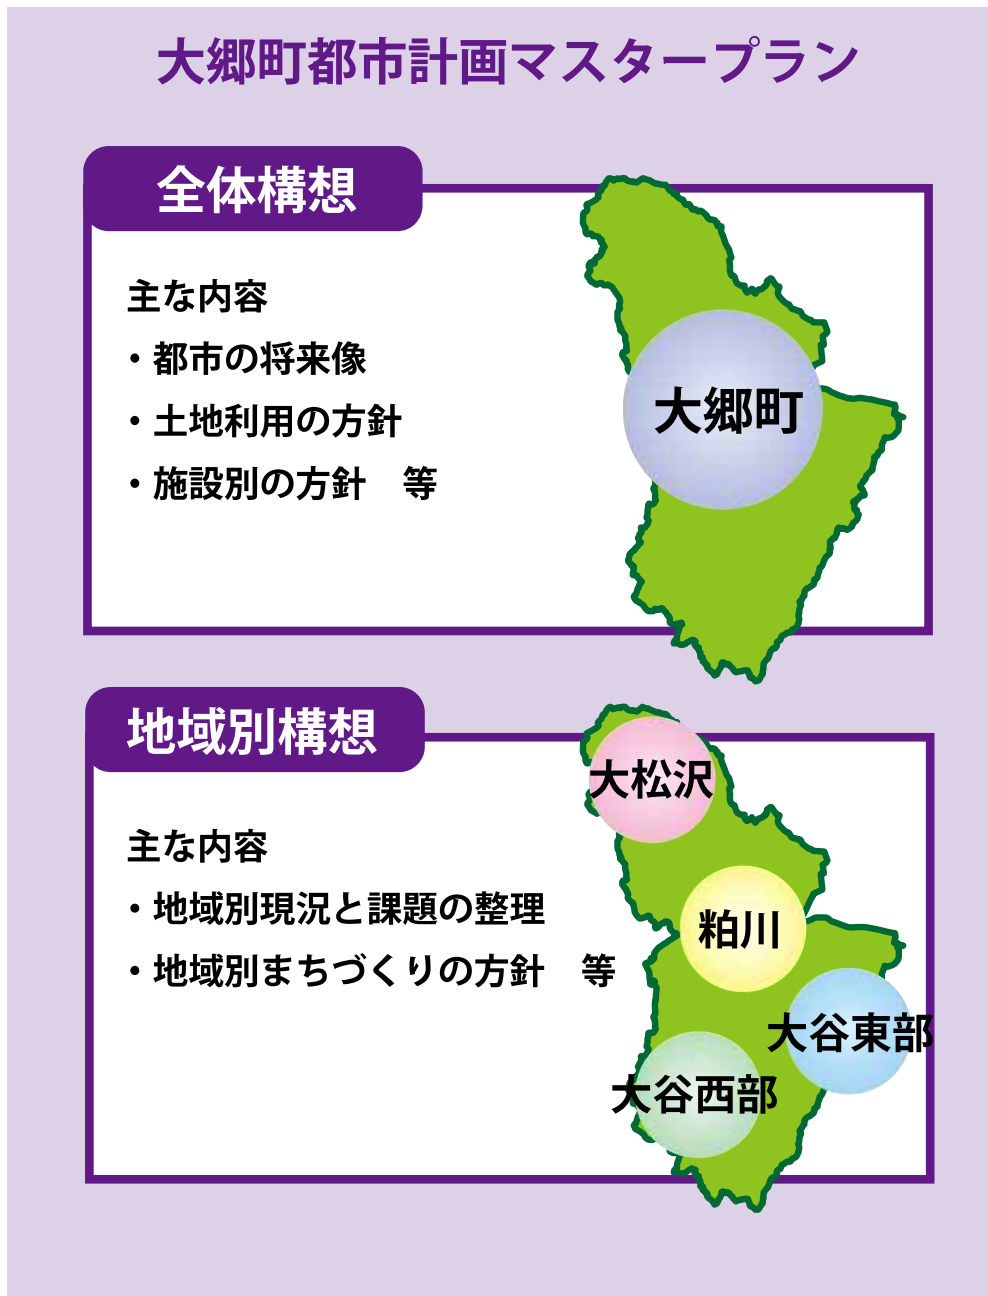 大郷町都市計画マスタープラン
全体構想
主な内容
・都市の将来像
・土地利用の方針
・施設別の方針　等
大郷町
地域別構想
主な内容
・地域別現況と課題の整理
・地域別まちづくりの方針　等
大松沢
粕川
大谷東部
大谷西部